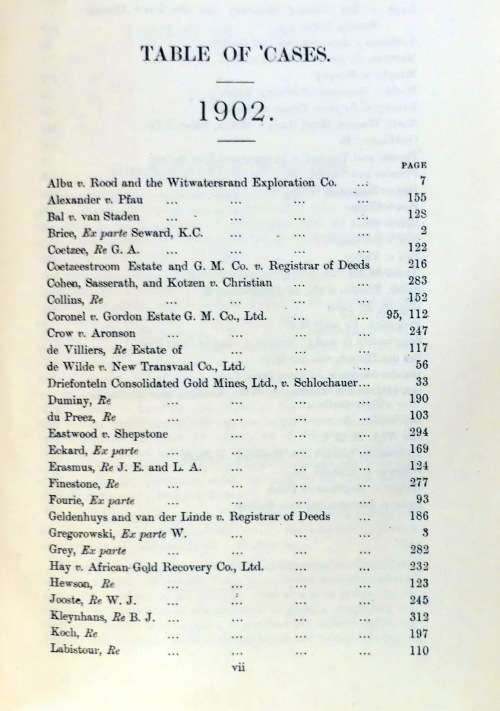 TABLE OF 'CASES.
1902.
PAGE
Albu v. Rood and the Witwatersrand Exploration Co. ... 7
Alexander v. Pfau ... ... ... ... 155
Bal v. van Staden ... ... ... ... 128
Brice, Ex parte Seward, K.C. ... ... ... 2
Coetzee, Re G. A. ... ... ... ... 122
Coetzeestroom Estate and G. M. Co. v. Registrar of Deeds 216
Cohen, Sasserath, and Kotzen v. Christian ... ... 283
Collins, Re ... ... ... ... 152
Coronel v. Gordon Estate G. M. Co., Ltd. ... ... 95, 112
Crow v. Aronson ... ... ... ... 247
de Villiers, Re Estate of ... ... ... 117
de Wilde v. New Transvaal Co., Ltd. ... ... 56
Driefontein Consolidated Gold Mines, Ltd., v. Schlochauer... 33
Duminy, Re ... ... ... ... 190
du Preez, Re ... ... ... ... 103
Eastwood v. Shepstone ... ... ... 294
Eckard, Ex parte ... ... ... ... 169
Erasmus, Re J. E. and L. A. ... ... ... 124
Finestone, Re ... ... ... ... 277
Fourie, Ex parte ... ... ... ... 93
Geldenhuys and van der Linde v. Registrar of Deeds ... 186
Gregorowski, Ex parte W. ... ... ... 3
Grey, Ex parte ... ... ... ... 282
Hay v. African Gold Recovery Co., Ltd. ... ... 232
Hewson, Re ... ... ... ... 123
Jooste, Re W. J. ... ... ... ... 245
Kleynhans, Re B. J. ... ... ... ... 312
Koch, Re ... ... ... ... 197
Labistour, Re ... ... ... ... 110
vii